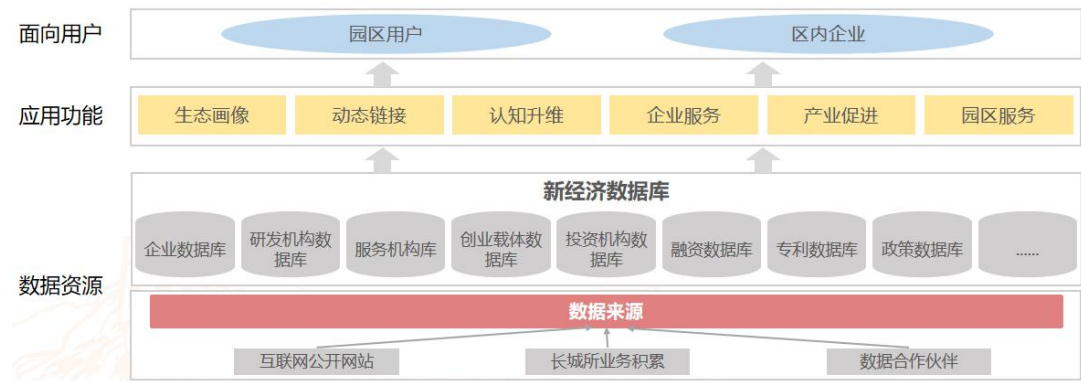 面向用户
园区用户
区内企业
应用功能
生态画像
动态链接
认知升维
企业服务
产业促进
园区服务
数据资源
新经济数据库
企业数据库
研发机构数
据库
服务机构库
创业载体数
据库
投资机构数
据库
融资数据库
专利数据库
政策数据库
......
数据来源
互联网公开网站
长城所业务积累
数据合作伙伴